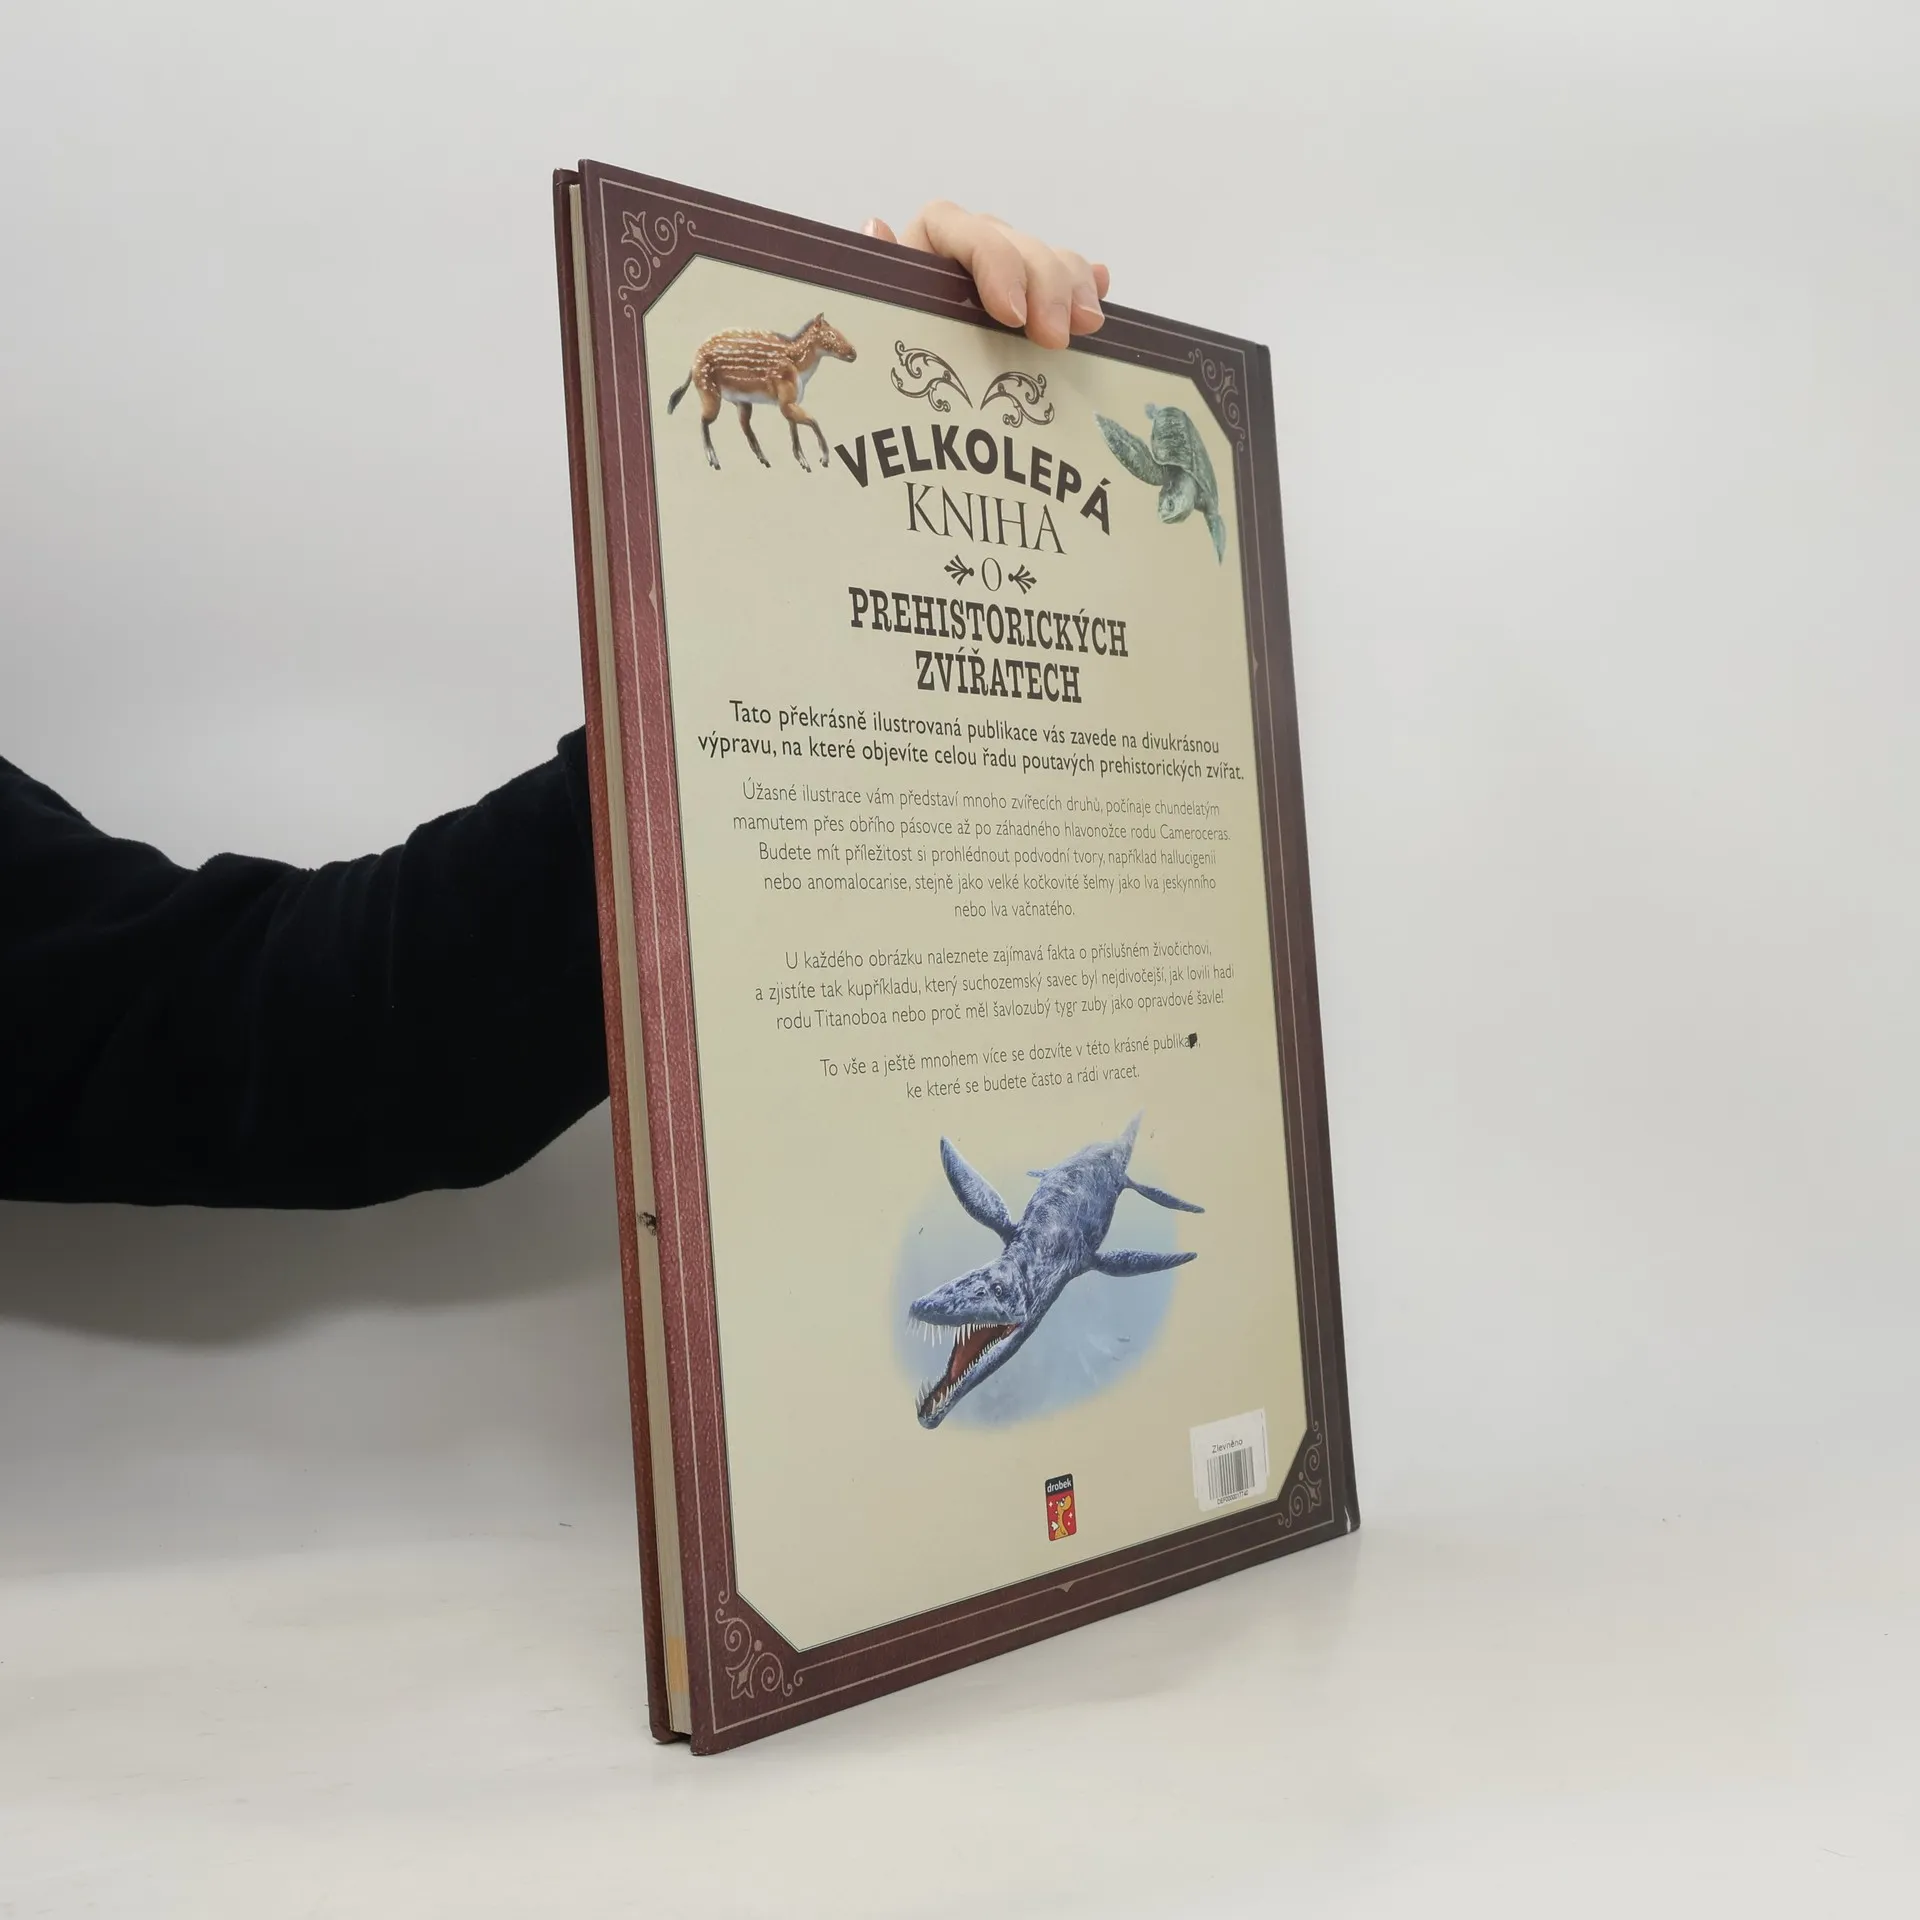 VELKOLEPÁ
KNIHA
O
PREHISTORICKÝCH
ZVÍŘATECH
Tato překrásně ilustrovaná publikace vás zavede na divukrásnou
výpravu, na které objevíte celou řadu poutavých prehistorických zvířat.
Úžasné ilustrace vám představí mnoho zvířecích druhů, počínaje chundelatým
mamutem přes obřího pásovce až po záhadného hlavonožce rodu Cameroceras.
Budete mít příležitost si prohlédnout podvodní tvory, například hallucigenii
nebo anomalocarise, stejně jako velké kočkovité šelmy jako lva jeskynního
nebo lva vačnatého.
U každého obrázku naleznete zajímavá fakta o příslušném živočichovi,
a zjistíte tak kupříkladu, který suchozemský savec byl nejdivočejší, jak lovili hadi
rodu Titanoboa nebo proč měl šavlozubý tygr zuby jako opravdové šavle!
To vše a ještě mnohem více se dozvíte v této krásné
ke které se budete často a rádi vracet.
Zlevněno
drobek